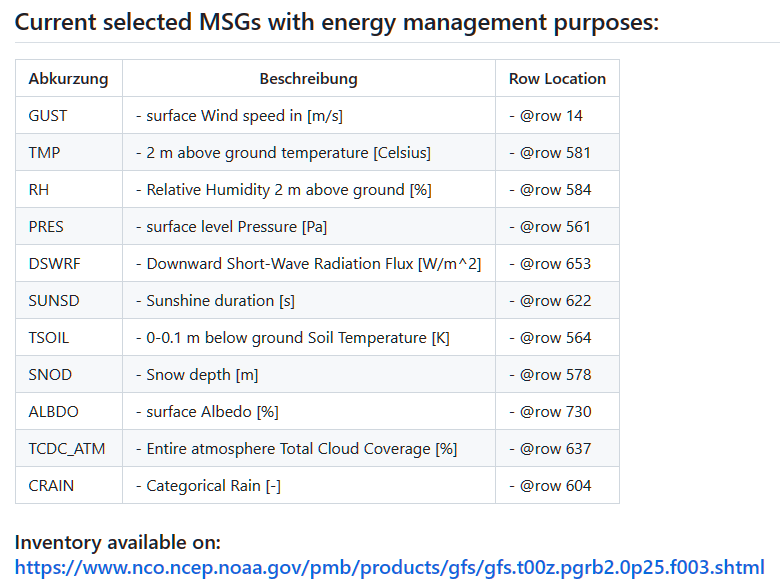 Current selected MSGs with energy management purposes:
Abkurzung Beschreibung Row Location
GUST - surface Wind speed in [m/s] - @row 14
TMP - 2 m above ground temperature [Celsius] - @row 581
RH - Relative Humidity 2 m above ground [%] - @row 584
PRES - surface level Pressure [Pa] - @row 561
DSWRF - Downward Short-Wave Radiation Flux [W/m^2] - @row 653
SUNSD - Sunshine duration [s] - @row 622
TSOIL - 0-0.1 m below ground Soil Temperature [K] - @row 564
SNOD - Snow depth [m] - @row 578
ALBDO - surface Albedo [%] - @row 730
TCDC_ATM - Entire atmosphere Total Cloud Coverage [%] - @row 637
CRAIN - Categorical Rain [-] - @row 604
Inventory available on:
https://www.nco.ncep.noaa.gov/pmb/products/gfs/gfs.t00z.pgrb2.0p25.f003.shtml